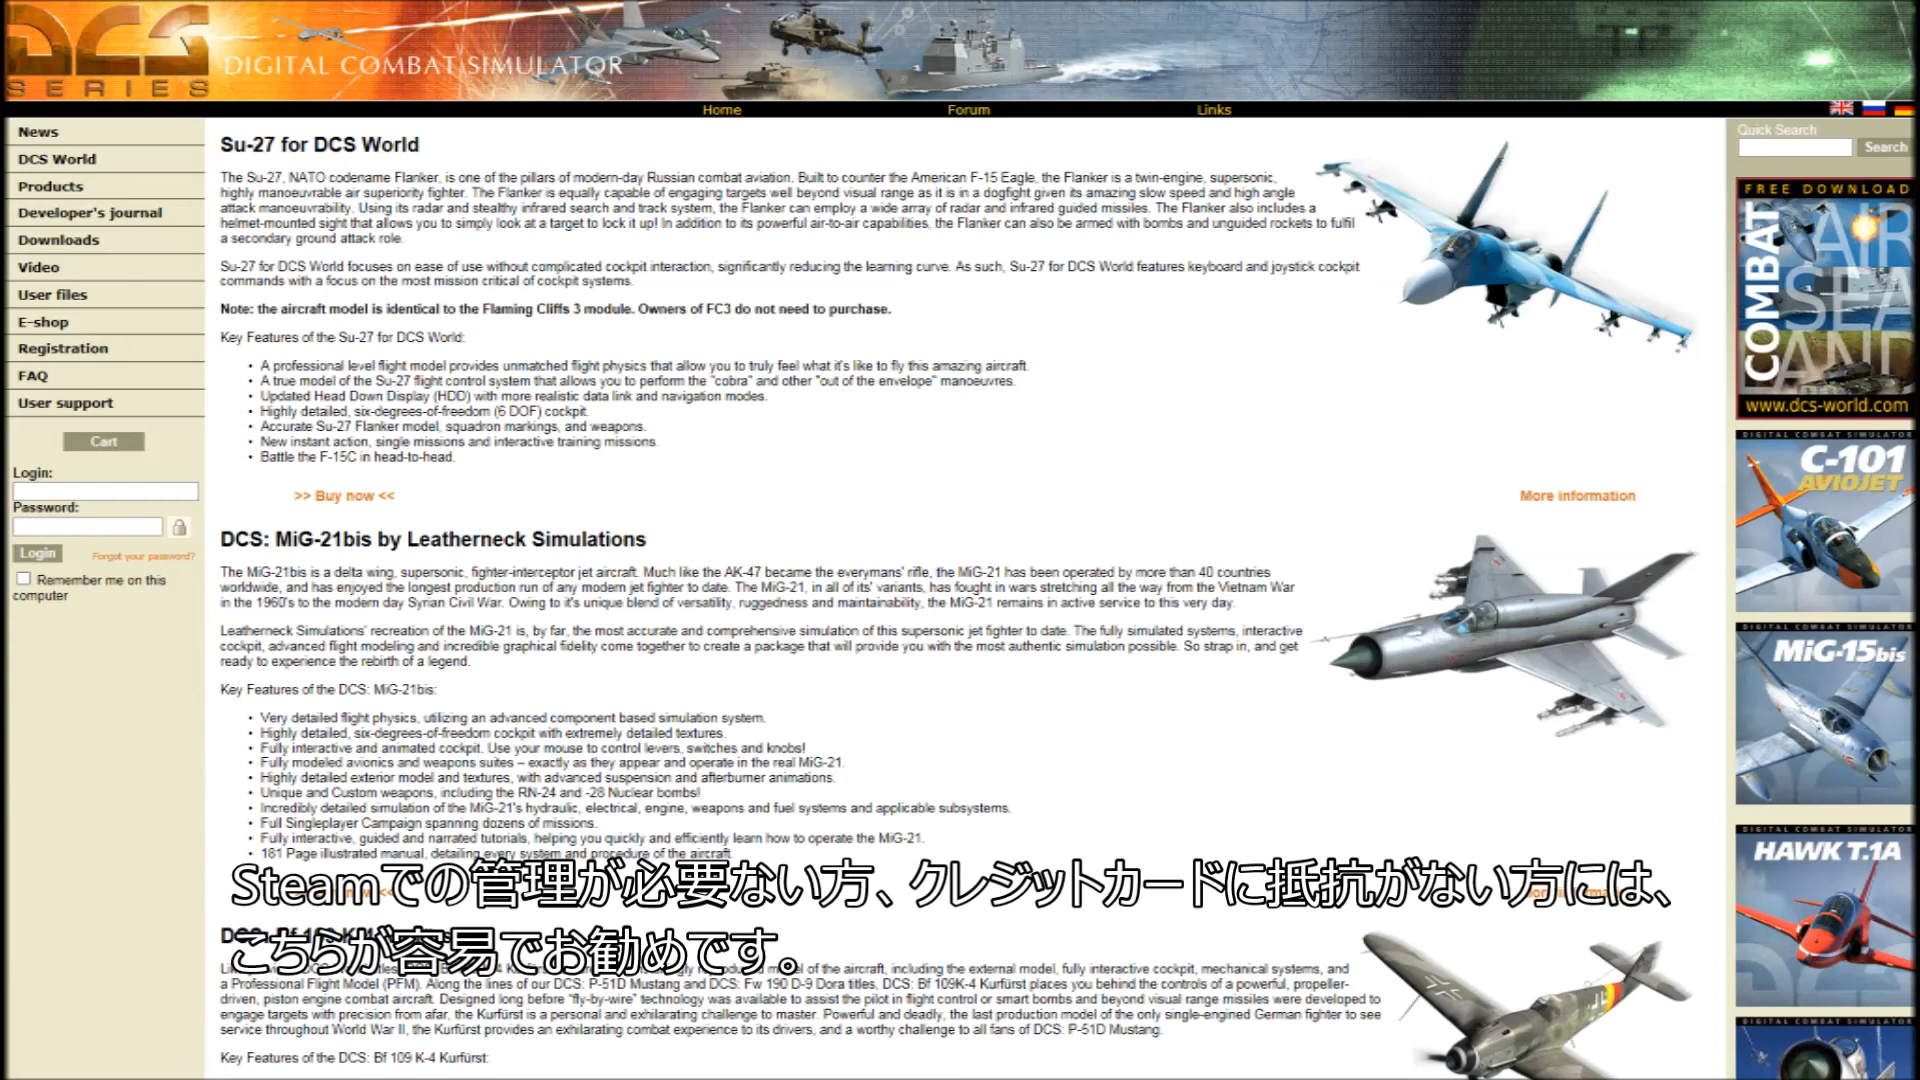 DCS
SERIES
DIGITAL COMBAT SIMULATOR
Home
Forum
Links
News
DCS World
Products
Developer's journal
Downloads
Video
User files
E-shop
Registration
FAQ
User support
Cart
Login:
Password:
Login
Forgot your password?
Remember me on this
computer
Su-27 for DCS World
The Su-27, NATO codename Flanker, is one of the pillars of modern-day Russian combat aviation. Built to counter the American F-15 Eagle, the Flanker is a twin-engine, supersonic,
highly manoeuvrable air superiority fighter. The Flanker is equally capable of engaging targets well beyond visual range as it is in a dogfight given its amazing slow speed and high angle
attack manoeuvrability. Using its radar and stealthy infrared search and track system, the Flanker can employ a wide array of radar and infrared guided missiles. The Flanker also includes a
helmet-mounted sight that allows you to simply look at a target to lock it up! In addition to its powerful air-to-air capabilities, the Flanker can also be armed with bombs and unguided rockets to fulfil
a secondary ground attack role.
Su-27 for DCS World focuses on ease of use without complicated cockpit interaction, significantly reducing the learning curve. As such, Su-27 for DCS World features keyboard and joystick cockpit
commands with a focus on the most mission critical of cockpit systems.
Note: the aircraft model is identical to the Flaming Cliffs 3 module. Owners of FC3 do not need to purchase.
Key Features of the Su-27 for DCS World:
• A professional level flight model provides unmatched flight physics that allow you to truly feel what it's like to fly this amazing aircraft.
• A true model of the Su-27 flight control system that allows you to perform the "cobra" and other "out of the envelope" manoeuvres.
• Updated Head Down Display (HDD) with more realistic data link and navigation modes.
• Highly detailed, six-degrees-of-freedom (6 DOF) cockpit.
• Accurate Su-27 Flanker model, squadron markings, and weapons.
• New instant action, single missions and interactive training missions.
• Battle the F-15C in head-to-head.
>> Buy now <<
More information
DCS: MiG-21bis by Leatherneck Simulations
The MiG-21bis is a delta wing, supersonic, fighter-interceptor jet aircraft. Much like the AK-47 became the everymans' rifle, the MiG-21 has been operated by more than 40 countries
worldwide, and has enjoyed the longest production run of any modern jet fighter to date. The MiG-21, in all of its' variants, has fought in wars stretching all the way from the Vietnam War
in the 1960's to the modern day Syrian Civil War. Owing to it's unique blend of versatility, ruggedness and maintainability, the MiG-21 remains in active service to this very day.
Leatherneck Simulations' recreation of the MiG-21 is, by far, the most accurate and comprehensive simulation of this supersonic jet fighter to date. The fully simulated systems, interactive
cockpit, advanced flight modeling and incredible graphical fidelity come together to create a package that will provide you with the most authentic simulation possible. So strap in, and get
ready to experience the rebirth of a legend.
Key Features of the DCS: MiG-21bis:
• Very detailed flight physics, utilizing an advanced component based simulation system.
• Highly detailed, six-degrees-of-freedom cockpit with extremely detailed textures.
• Fully interactive and animated cockpit. Use your mouse to control levers, switches and knobs!
• Fully modeled avionics and weapons suites – exactly as they appear and operate in the real MiG-21.
• Highly detailed exterior model and textures, with advanced suspension and afterburner animations.
• Unique and Custom weapons, including the RN-24 and -28 Nuclear bombs!
• Incredibly detailed simulation of the MiG-21's hydraulic, electrical, engine, weapons and fuel systems and applicable subsystems.
• Full Singleplayer Campaign spanning dozens of missions.
• Fully interactive, guided and narrated tutorials, helping you quickly and efficiently learn how to operate the MiG-21.
• 181 Page illustrated manual, detailing every system and procedure of the aircraft.
Steamでの管理が必要ない方、クレジットカードに抵抗がない方には、
こちらが容易でお勧めです。
of the aircraft, including the external model, fully interactive cockpit, mechanical systems, and
a Professional Flight Model (PFM). Along the lines of our DCS: P-51D Mustang and DCS: Fw 190 D-9 Dora titles, DCS: Bf 109K-4 Kurfürst places you behind the controls of a powerful, propeller-
driven, piston engine combat aircraft. Designed long before "fly-by-wire" technology was available to assist the pilot in flight control or smart bombs and beyond visual range missiles were developed to
engage targets with precision from afar, the Kurfürst is a personal and exhilarating challenge to master. Powerful and deadly, the last production model of the only single-engined German fighter to see
service throughout World War II, the Kurfürst provides an exhilarating combat experience to its drivers, and a worthy challenge to all fans of DCS: P-51D Mustang.
Key Features of the DCS: Bf 109 K-4 Kurfürst:
Quick Search
Search
FREE DOWNLOAD
COMBAT
AIR
SEA
LAND
www.dcs-world.com
DIGITAL COMBAT SIMULATOR
C-101
AVIOJET
DIGITAL COMBAT SIMULATOR
MiG-15bis
DIGITAL COMBAT SIMULATOR
HAWK T.1A
DIGITAL COMBAT SIMULATOR